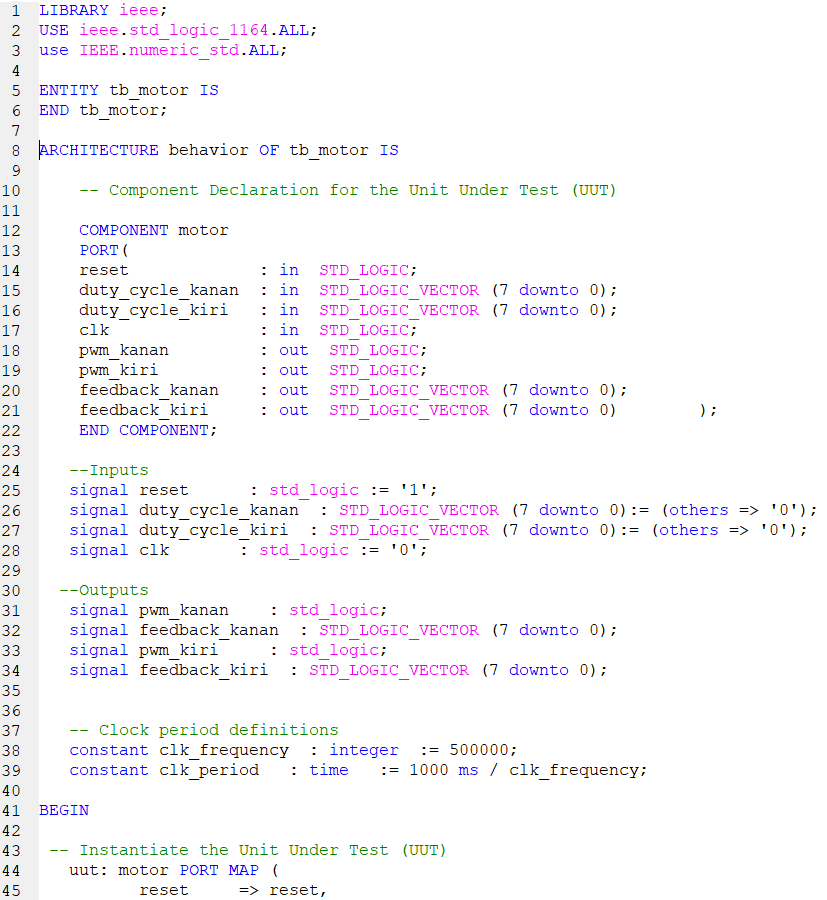 1 LIBRARY ieee;
2 USE ieee.std_logic_1164.ALL;
3 use IEEE.numeric_std.ALL;
4
5 ENTITY tb_motor IS
6 END tb_motor;
7
8 ARCHITECTURE behavior OF tb_motor IS
9
10     -- Component Declaration for the Unit Under Test (UUT)
11
12     COMPONENT motor
13     PORT(
14     reset             : in  STD_LOGIC;
15     duty_cycle_kanan  : in  STD_LOGIC_VECTOR (7 downto 0);
16     duty_cycle_kiri   : in  STD_LOGIC_VECTOR (7 downto 0);
17     clk               : in  STD_LOGIC;
18     pwm_kanan         : out  STD_LOGIC;
19     pwm_kiri          : out  STD_LOGIC;
20     feedback_kanan    : out  STD_LOGIC_VECTOR (7 downto 0);
21     feedback_kiri     : out  STD_LOGIC_VECTOR (7 downto 0)        );
22     END COMPONENT;
23
24    --Inputs
25    signal reset      : std_logic := '1';
26    signal duty_cycle_kanan  : STD_LOGIC_VECTOR (7 downto 0):= (others => '0');
27    signal duty_cycle_kiri  : STD_LOGIC_VECTOR (7 downto 0):= (others => '0');
28    signal clk       : std_logic := '0';
29
30   --Outputs
31    signal pwm_kanan    : std_logic;
32    signal feedback_kanan  : STD_LOGIC_VECTOR (7 downto 0);
33    signal pwm_kiri     : std_logic;
34    signal feedback_kiri  : STD_LOGIC_VECTOR (7 downto 0);
35
36
37    -- Clock period definitions
38    constant clk_frequency  : integer  := 500000;
39    constant clk_period   : time   := 1000 ms / clk_frequency;
40
41 BEGIN
42
43  -- Instantiate the Unit Under Test (UUT)
44    uut: motor PORT MAP (
45           reset     => reset,